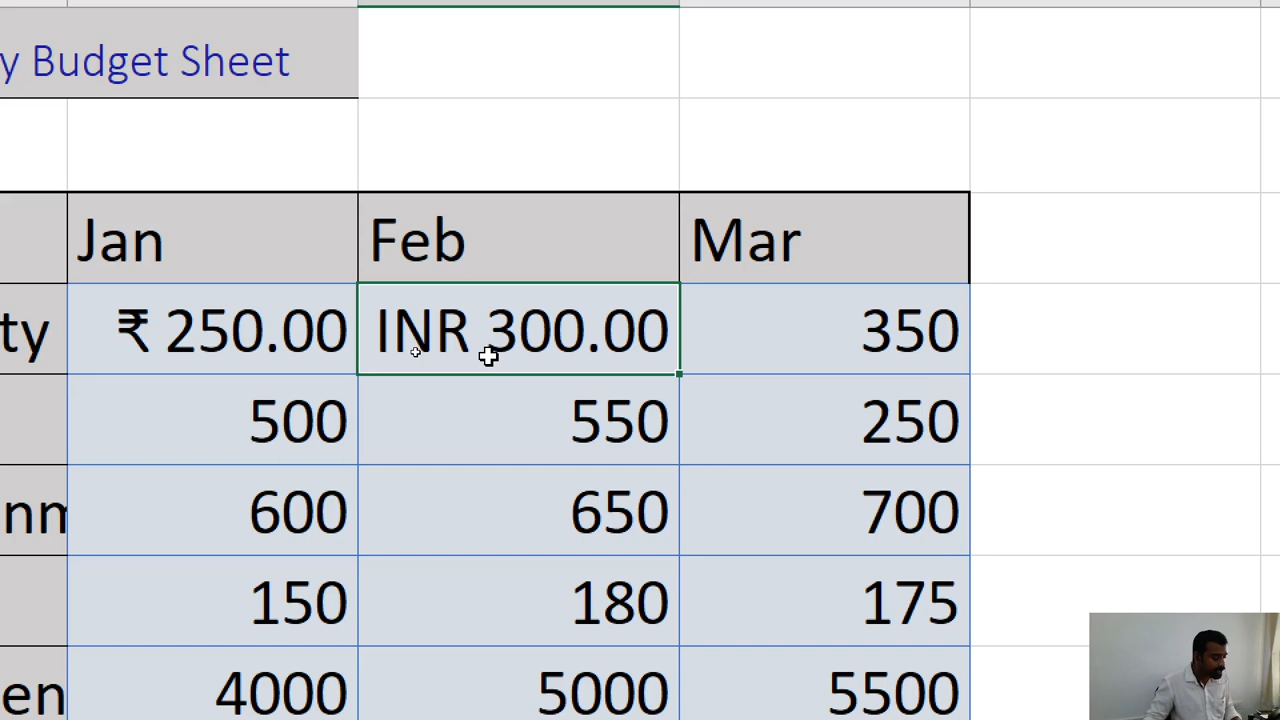 y Budget Sheet
Jan Feb Mar
ty ₹ 250.00 INR 300.00 350
500 550 250
nm 600 650 700
150 180 175
en 4000 5000 5500